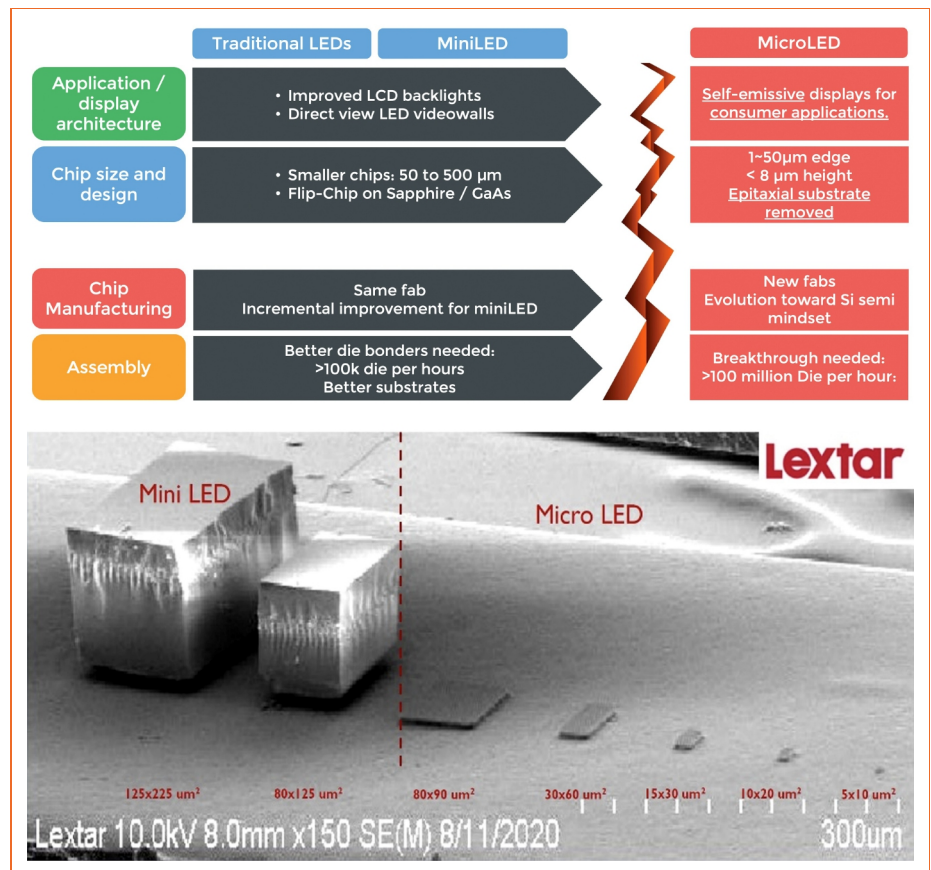 Traditional LEDs
MiniLED
MicroLED
Application /
display
architecture
• Improved LCD backlights
• Direct view LED videowalls
Self-emissive displays for
consumer applications.
Chip size and
design
• Smaller chips: 50 to 500 µm
• Flip-Chip on Sapphire / GaAs
1~50µm edge
< 8 µm height
Epitaxial substrate
removed
Chip
Manufacturing
Same fab
Incremental improvement for miniLED
New fabs
Evolution toward Si semi
mindset
Assembly
Better die bonders needed:
>100k die per hours
Better substrates
Breakthrough needed:
>100 million Die per hour:
Lextar
Mini LED
Micro LED
125x225 um²
80x125 um²
80x90 um²
30x60 um²
15x30 um²
10x20 um²
5x10 um²
Lextar 10.0kV 8.0mm x150 SE(M) 8/11/2020
300um